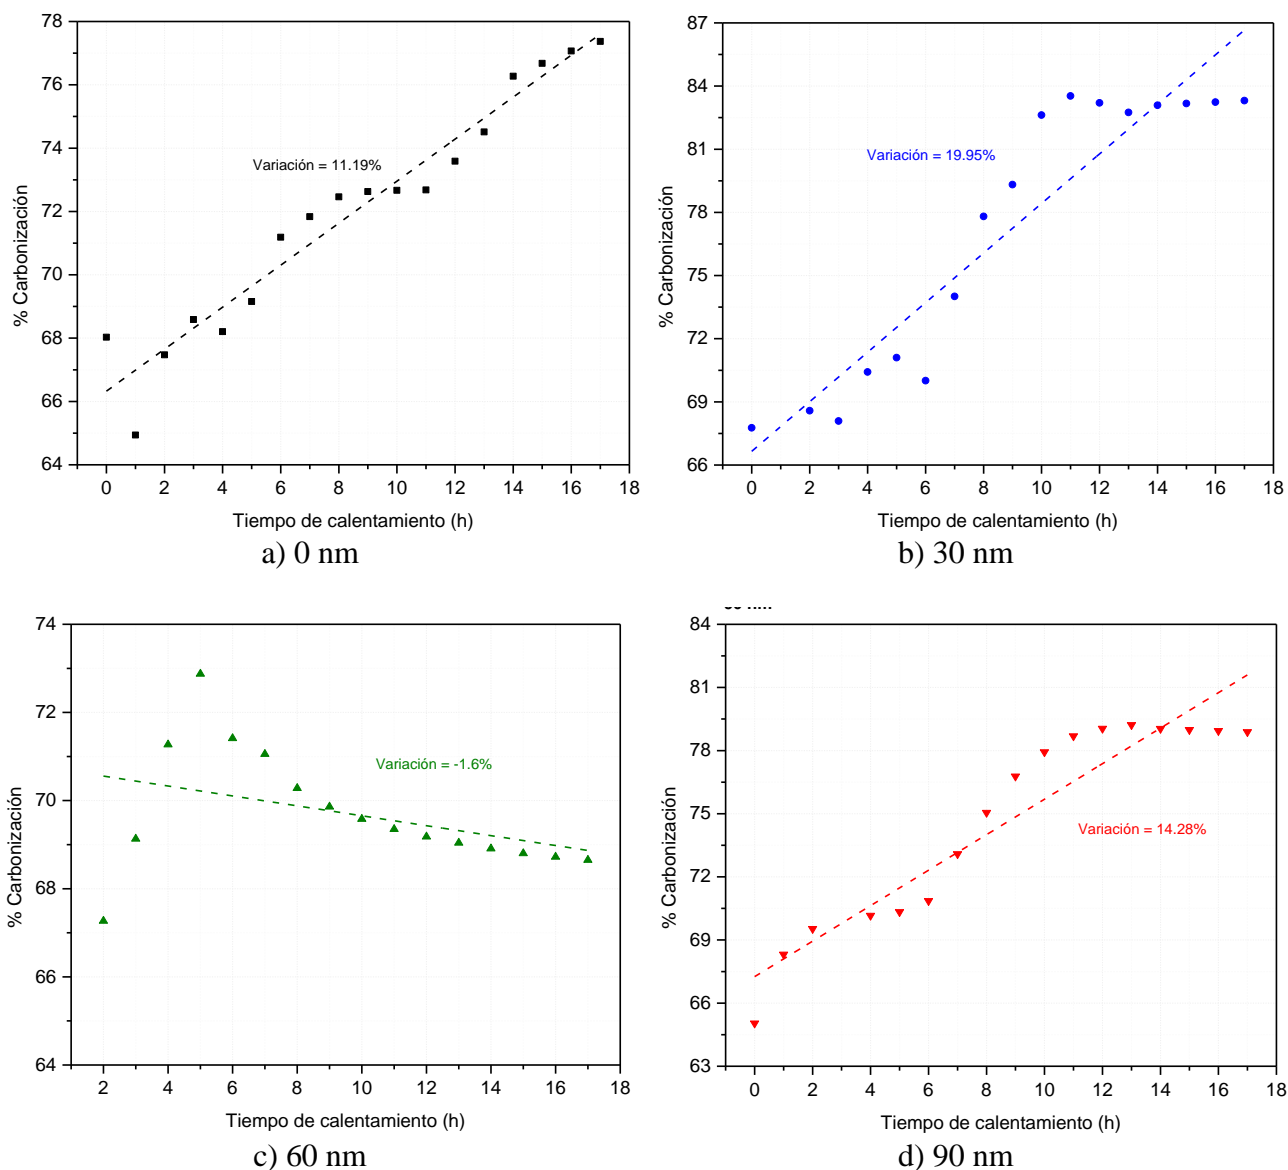 78
76
74
72
70
68
66
64
% Carbonización
Variación = 11.19%
0 2 4 6 8 10 12 14 16 18
Tiempo de calentamiento (h)
a) 0 nm
87
84
81
78
75
72
69
66
% Carbonización
Variación = 19.95%
0 2 4 6 8 10 12 14 16 18
Tiempo de calentamiento (h)
b) 30 nm
74
72
70
68
66
64
% Carbonización
Variación = -1.6%
2 4 6 8 10 12 14 16 18
Tiempo de calentamiento (h)
c) 60 nm
84
81
78
75
72
69
66
63
% Carbonización
Variación = 14.28%
0 2 4 6 8 10 12 14 16 18
Tiempo de calentamiento (h)
d) 90 nm